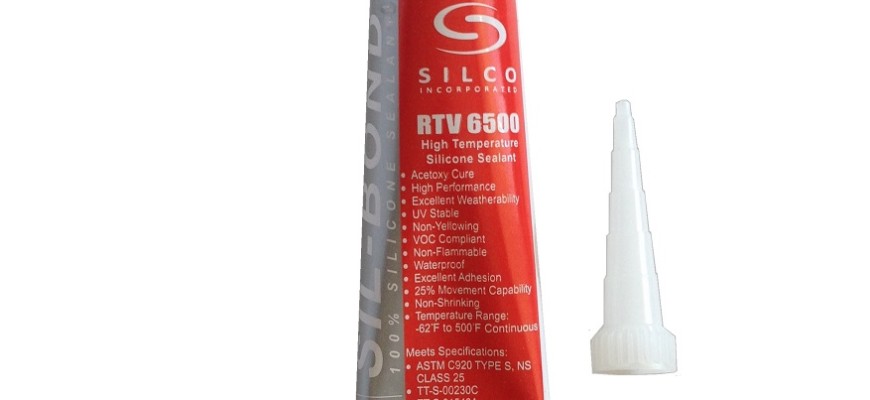 SIL-BOND
100% SILICONE SEALANT
SILCO
INCORPORATED
RTV 6500
High Temperature
Silicone Sealant
• Acetoxy Cure
• High Performance
• Excellent Weatherability
• UV Stable
• Non-Yellowing
• VOC Compliant
• Non-Flammable
• Waterproof
• Excellent Adhesion
• 25% Movement Capability
• Non-Shrinking
• Temperature Range:
-62°F to 500°F Continuous
Meets Specifications:
• ASTM C920 TYPE S, NS
CLASS 25
• TT-S-00230C